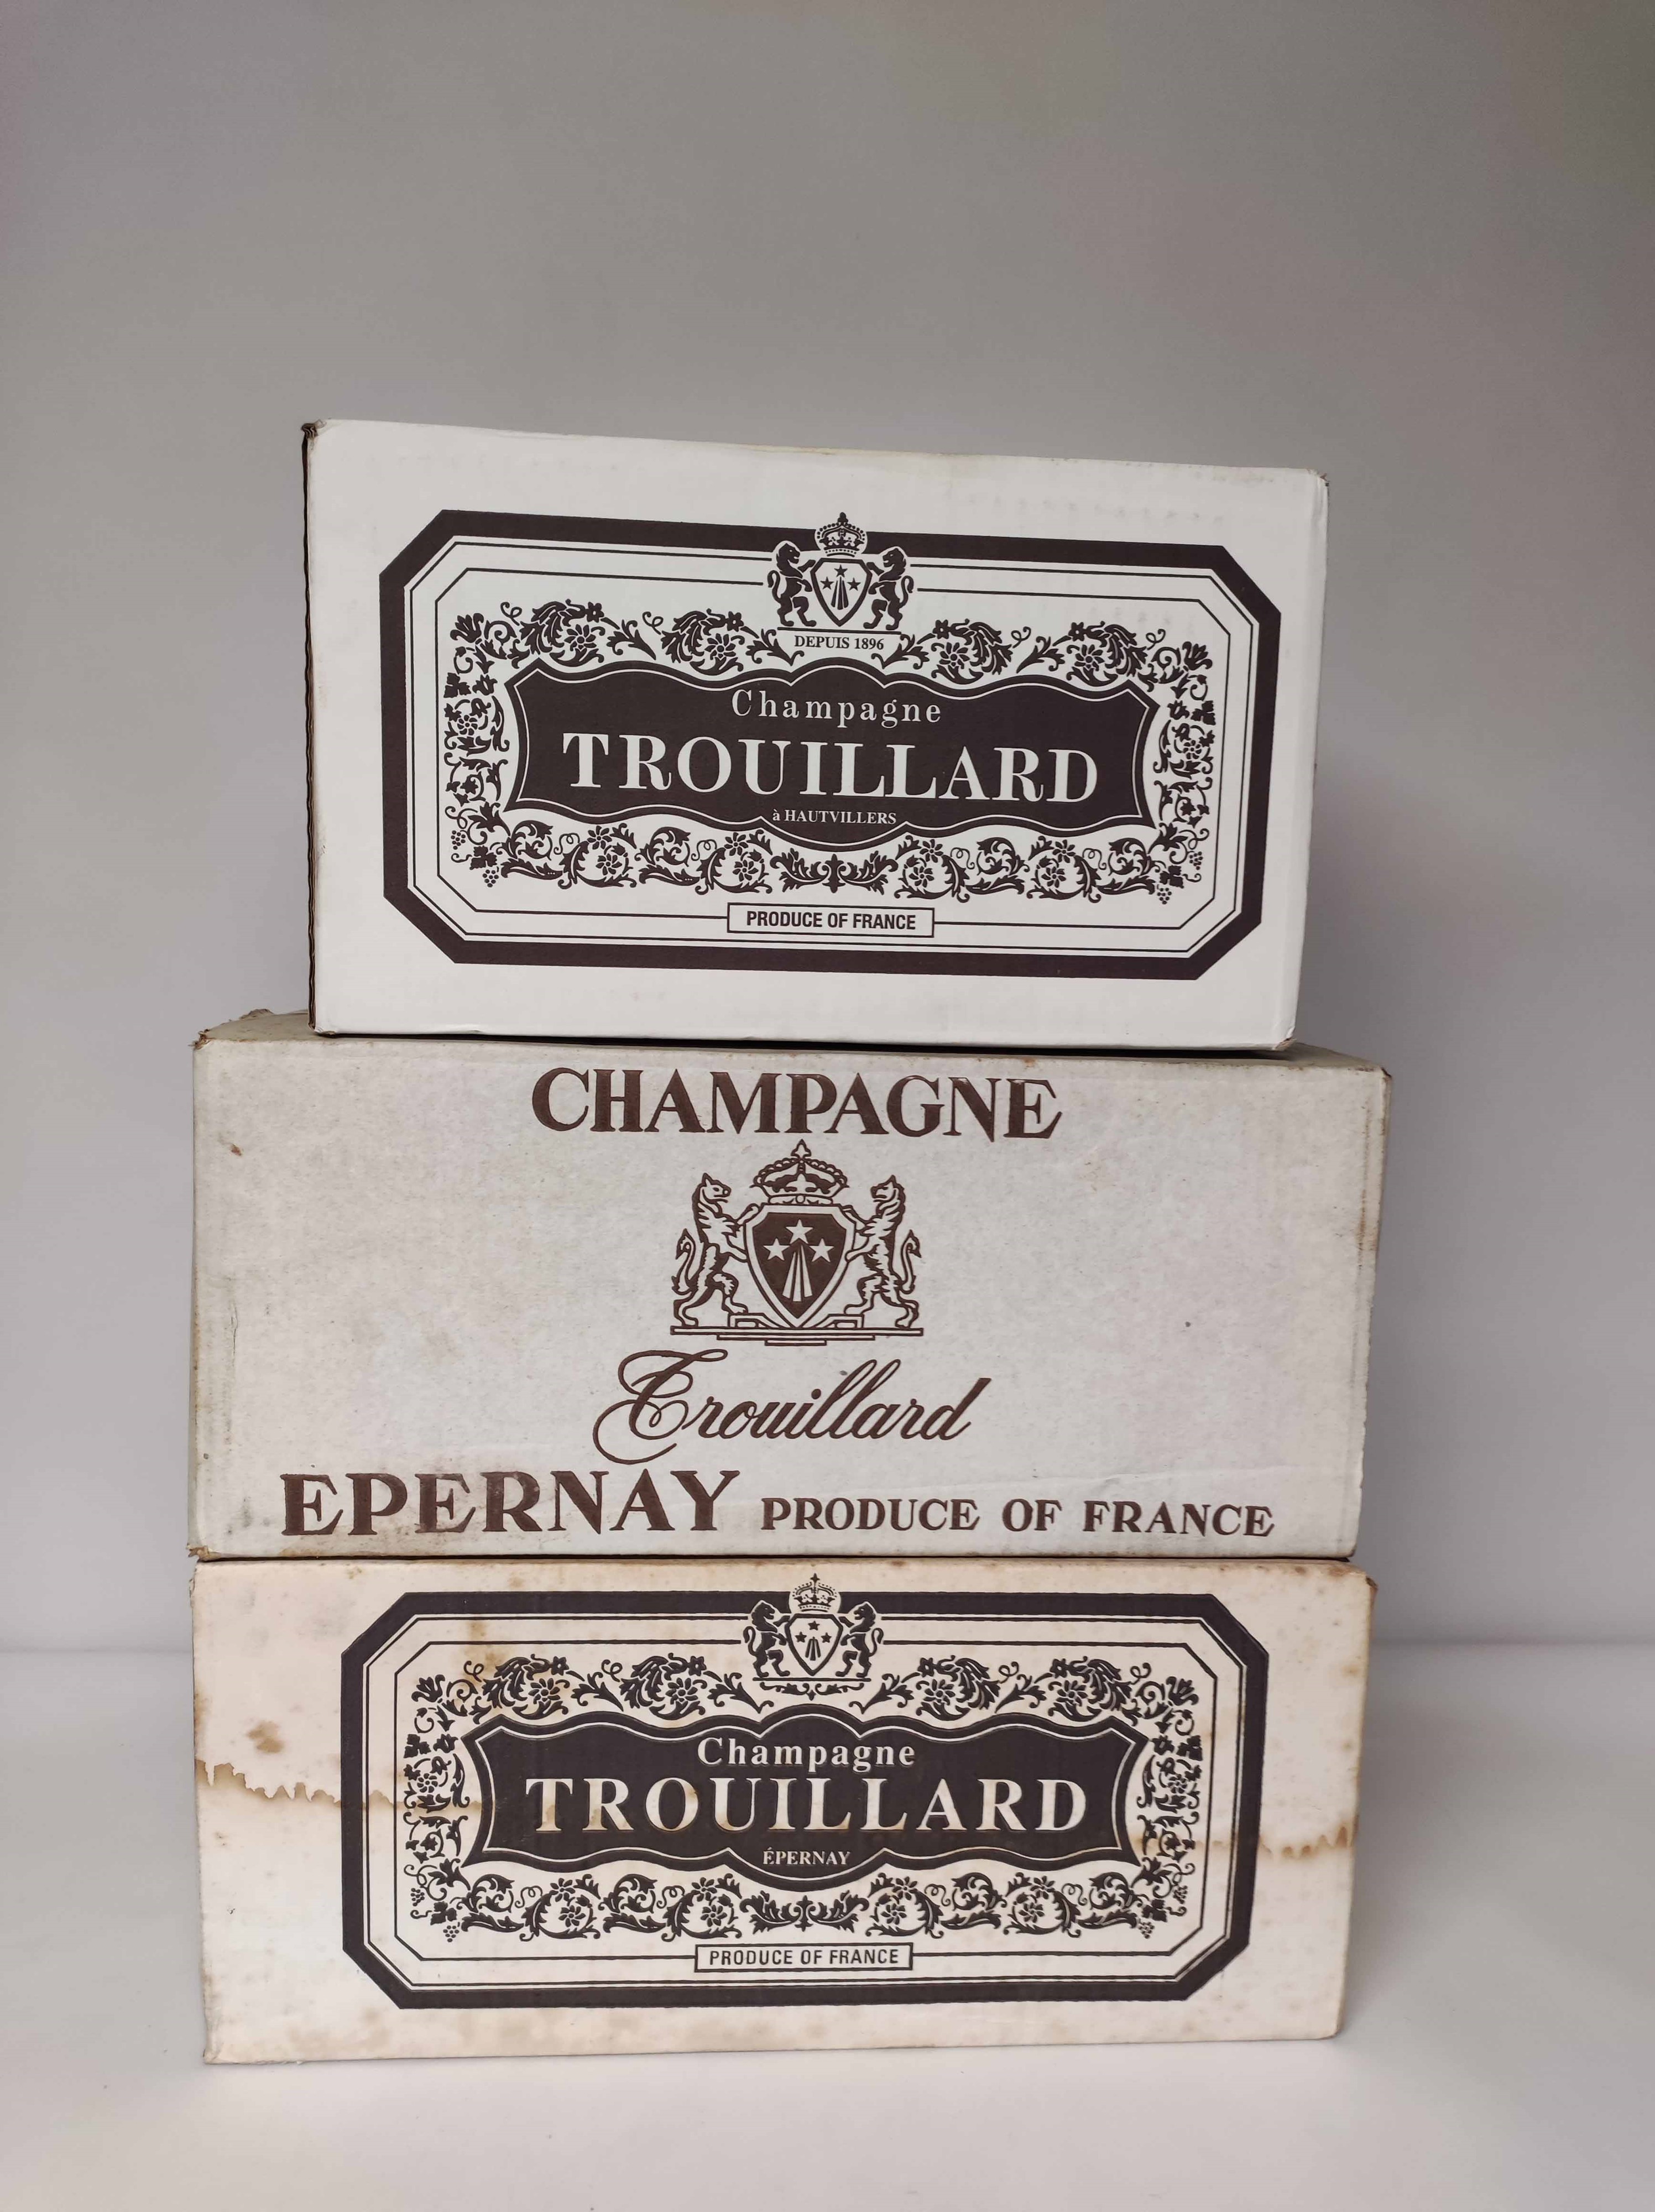 DEPUIS 1896
Champagne
TROUILLARD
à HAUTVILLERS
PRODUCE OF FRANCE
CHAMPAGNE
Trouillard
EPERNAY PRODUCE OF FRANCE
Champagne
TROUILLARD
ÉPERNAY
PRODUCE OF FRANCE